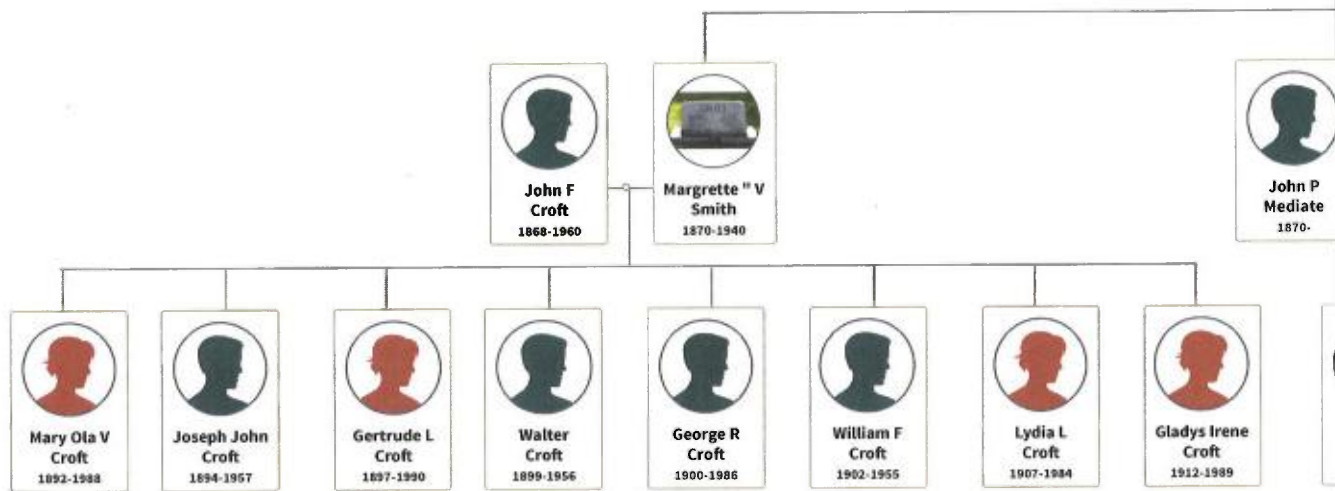 John F
Croft
1868-1960
Margrette " V
Smith
1870-1940
John P
Mediate
1870-
Mary Ola V
Croft
1892-1988
Joseph John
Croft
1894-1957
Gertrude L
Croft
1897-1990
Walter
Croft
1899-1956
George R
Croft
1900-1986
William F
Croft
1902-1955
Lydia L
Croft
1907-1984
Gladys Irene
Croft
1912-1989